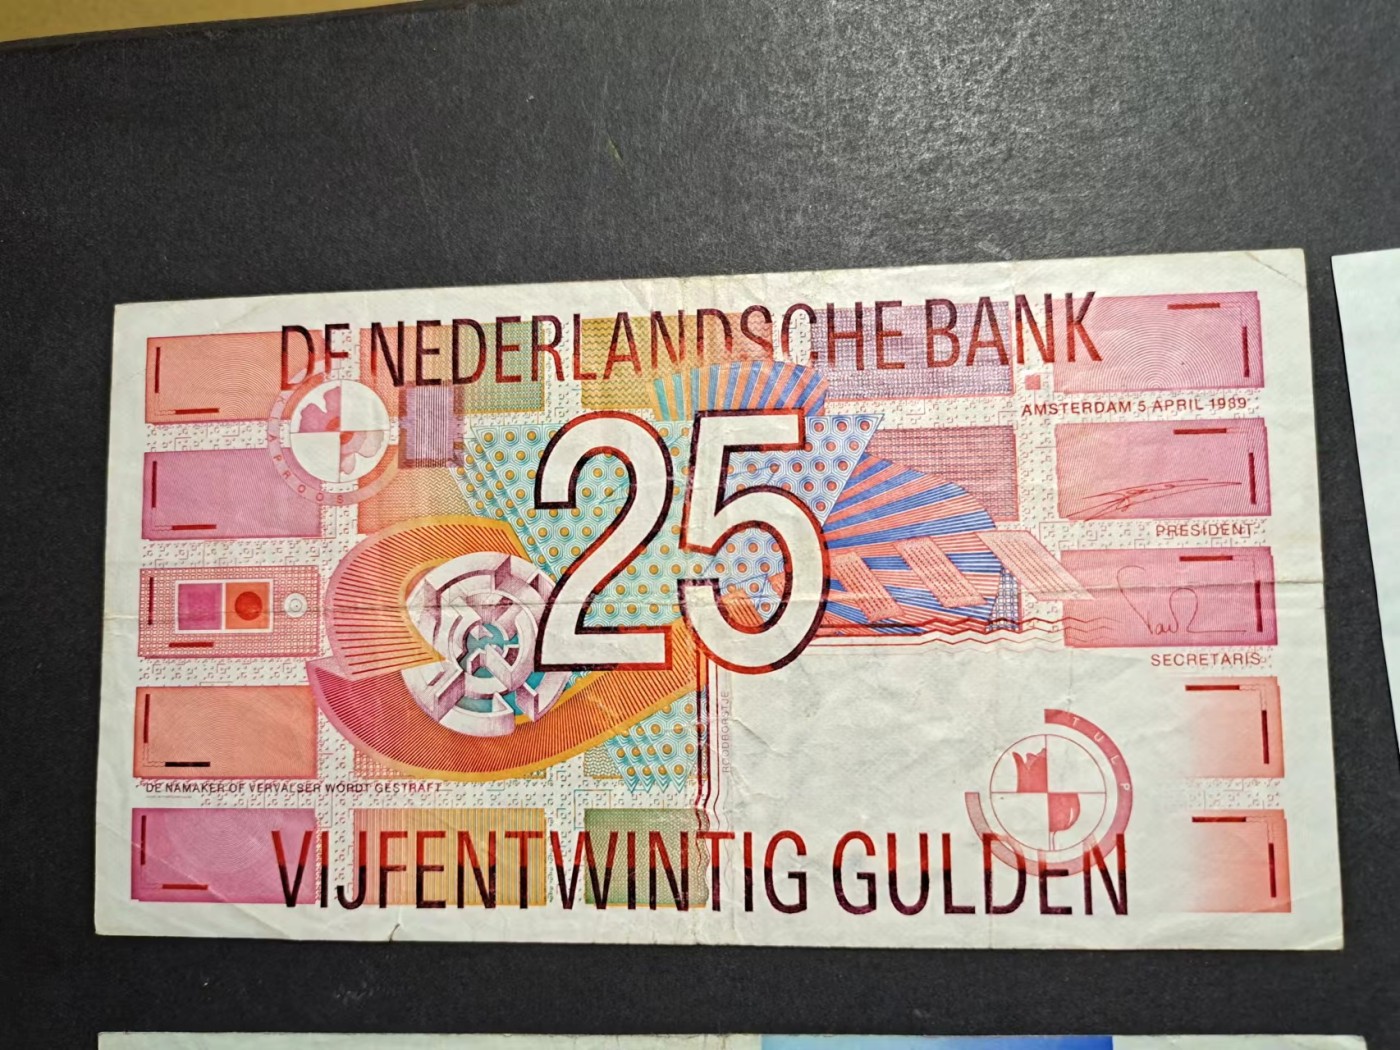 DE NEDERLANDSCHE BANK
AMSTERDAM 5 APRIL 1989
25
PRESIDENT
SECRETARIS
TULP
DE NAMAKER OF VERVALSER WORDT GESTRAFT
VIJFENTWINTIG GULDEN